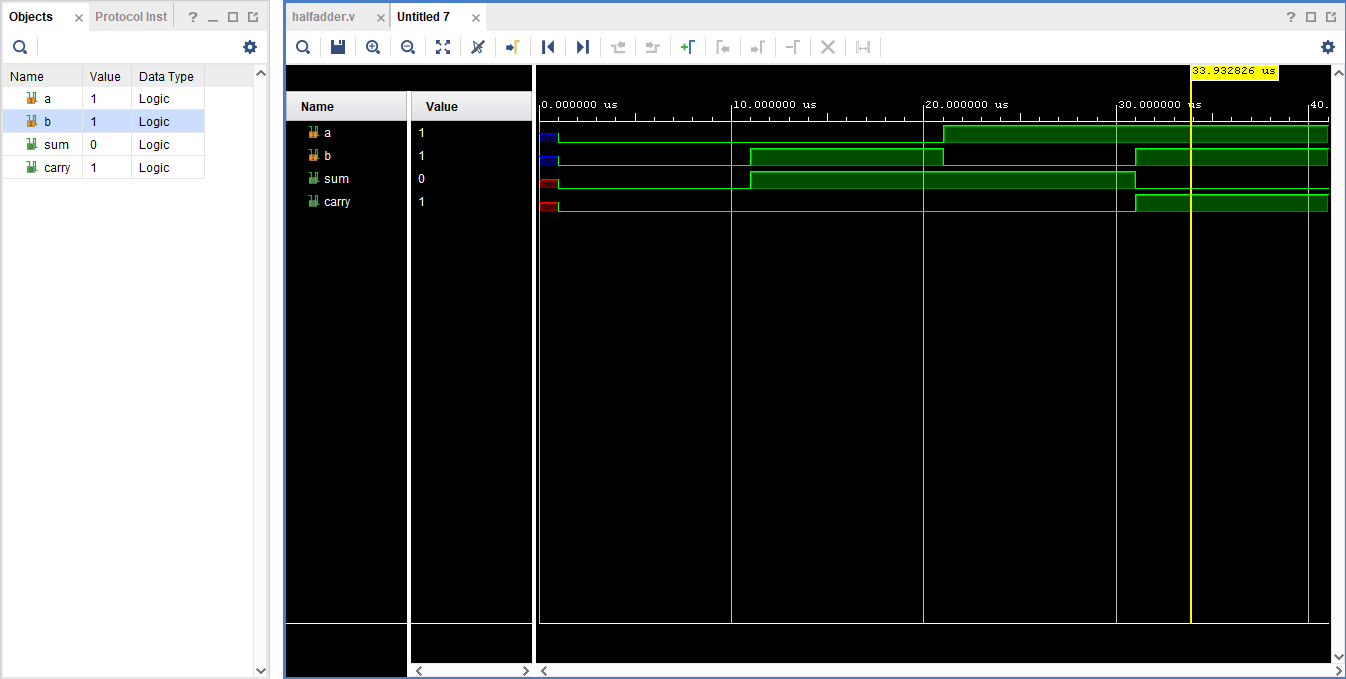 Objects × Protocol Inst ?
Name Value Data Type
a 1 Logic
b 1 Logic
sum 0 Logic
carry 1 Logic
halfadder.v × Untitled 7 × ?
33.932826 us
Name Value
0.000000 us 10.000000 us 20.000000 us 30.000000 us 40.
a 1
b 1
sum 0
carry 1